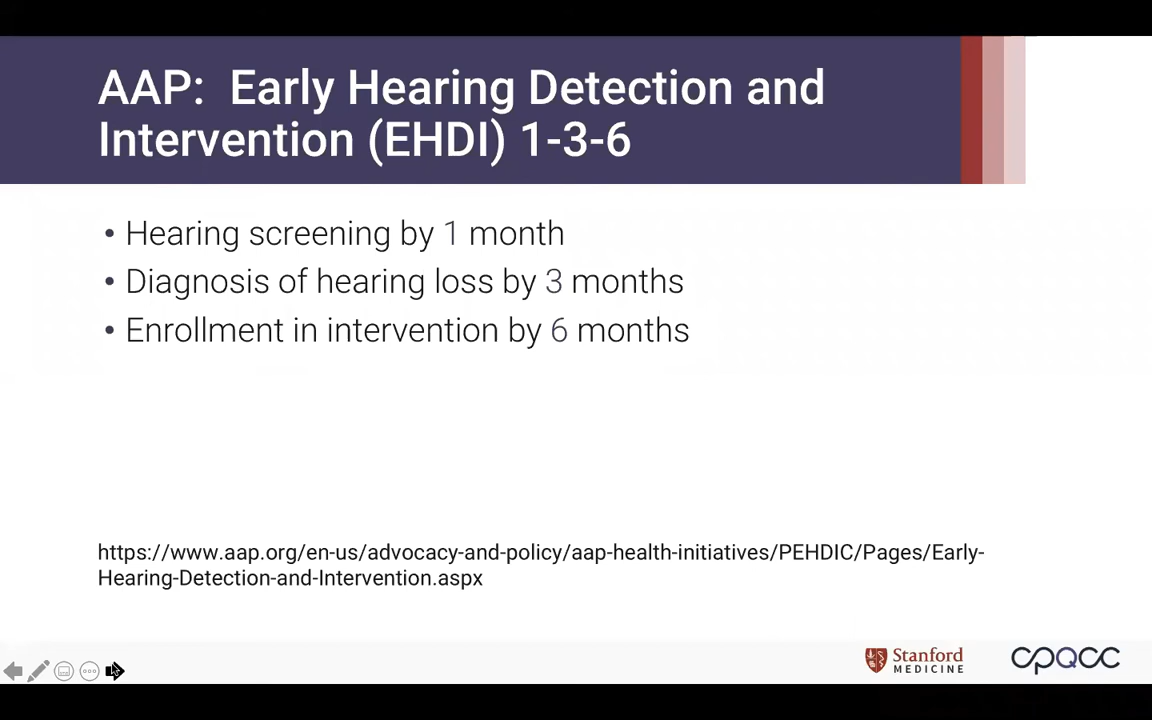 AAP: Early Hearing Detection and
Intervention (EHDI) 1-3-6
• Hearing screening by 1 month
• Diagnosis of hearing loss by 3 months
• Enrollment in intervention by 6 months
https://www.aap.org/en-us/advocacy-and-policy/aap-health-initiatives/PEHDIC/Pages/Early-
Hearing-Detection-and-Intervention.aspx
Stanford
MEDICINE
cpqcc